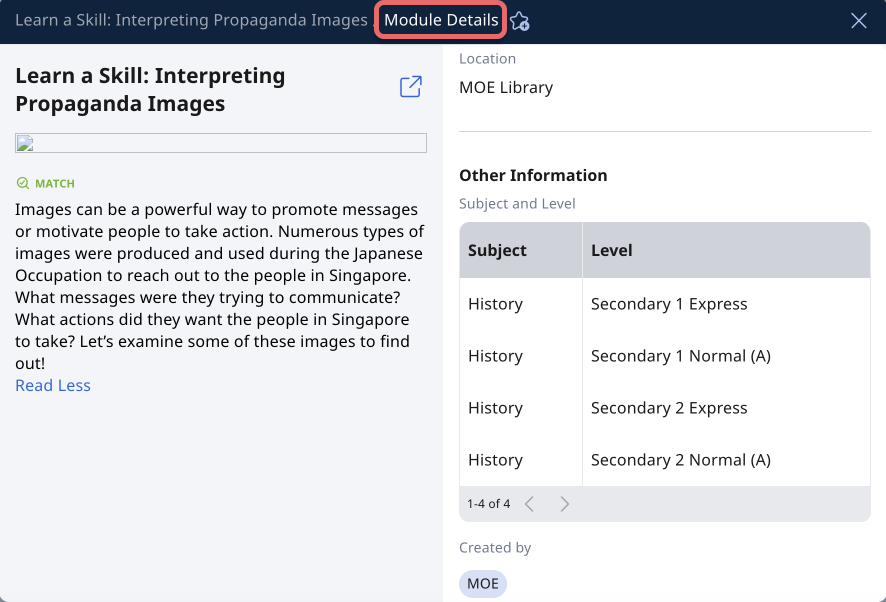 Learn a Skill: Interpreting Propaganda Images
Module Details
Learn a Skill: Interpreting
Propaganda Images
MATCH
Images can be a powerful way to promote messages
or motivate people to take action. Numerous types of
images were produced and used during the Japanese
Occupation to reach out to the people in Singapore.
What messages were they trying to communicate?
What actions did they want the people in Singapore
to take? Let’s examine some of these images to find
out!
Read Less
Location
MOE Library
Other Information
Subject and Level
Subject Level
History Secondary 1 Express
History Secondary 1 Normal (A)
History Secondary 2 Express
History Secondary 2 Normal (A)
1-4 of 4
Created by
MOE